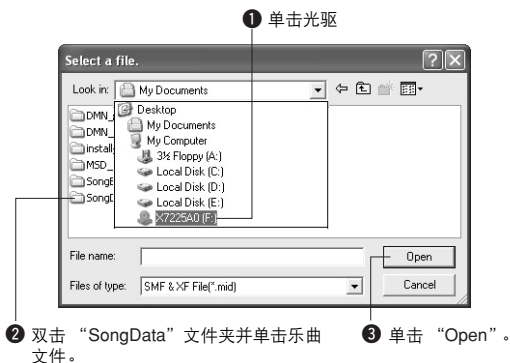 ❶ 单击光驱
Select a file.
Look in: My Documents
Desktop
My Documents
My Computer
3½ Floppy (A:)
Local Disk (C:)
Local Disk (D:)
Local Disk (E:)
X7225A0 (F:)
DMN_
DMN_
install
MSD_
File name:
Open
Files of type: SMF & XF File(*.mid)
Cancel
❷ 双击 “SongData” 文件夹并单击乐曲
文件。
❸ 单击 “Open”。